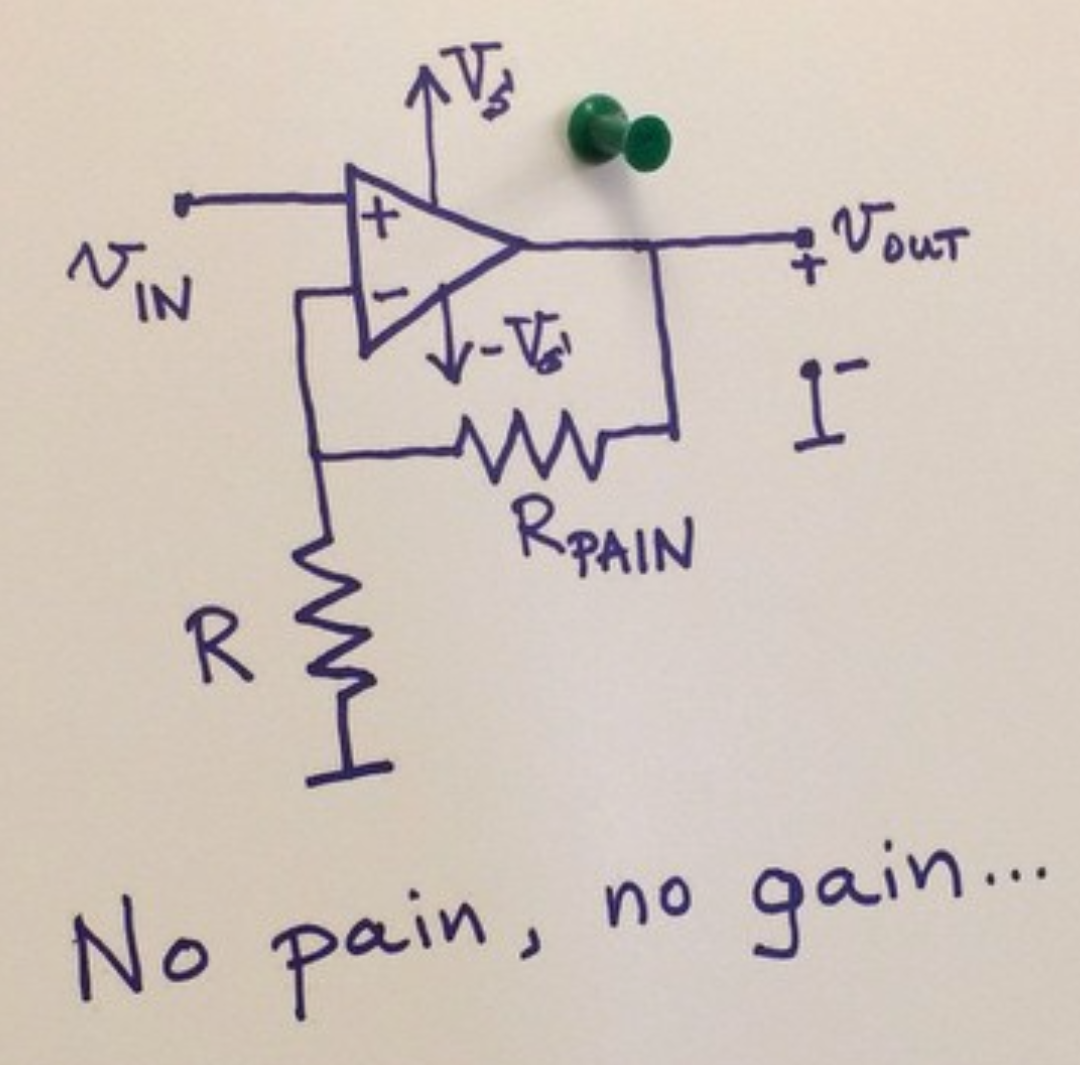 Vs
+
vIN
-
vOUT
+
-Vs
-
RPAIN
R
No pain, no gain...